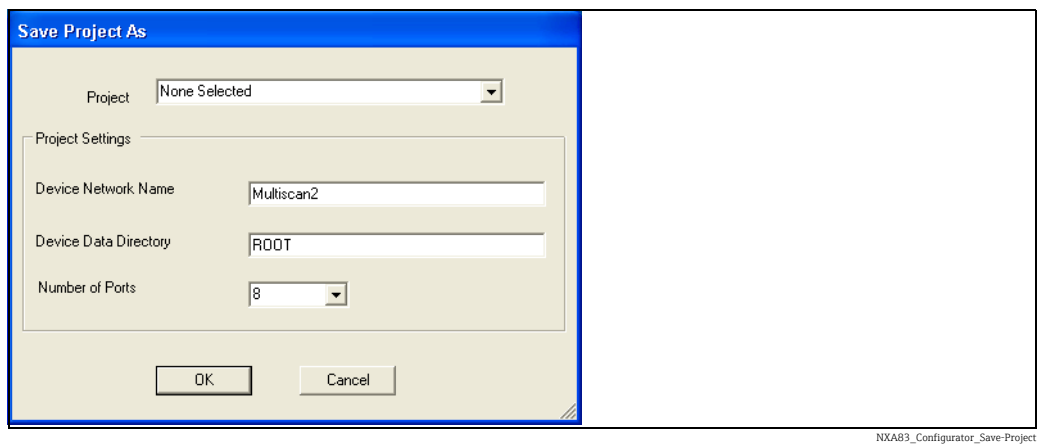 Save Project As
Project None Selected
Project Settings
Device Network Name Multiscan2
Device Data Directory ROOT
Number of Ports 8
OK Cancel
NXA83_Configurator_Save-Project